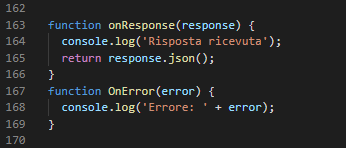 162
163 function onResponse(response) {
164 console.log('Risposta ricevuta');
165 return response.json();
166 }
167 function OnError(error) {
168 console.log('Errore: ' + error);
169 }
170